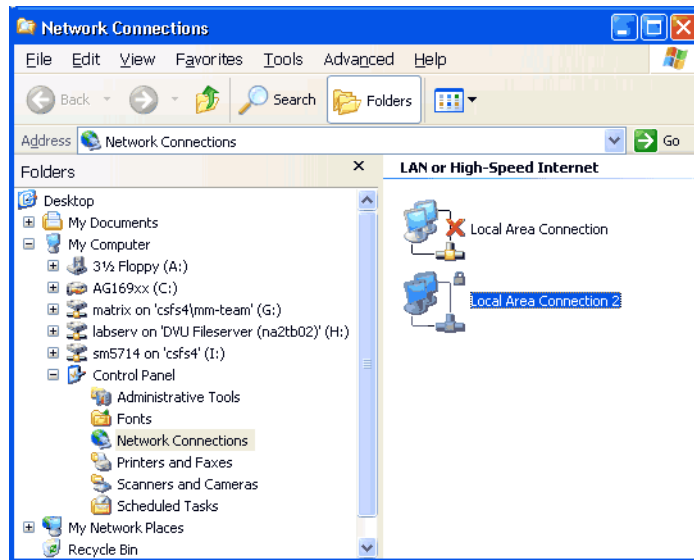 Network Connections
File Edit View Favorites Tools Advanced Help
Back Search Folders
Address Network Connections Go
Folders x
Desktop
My Documents
My Computer
3½ Floppy (A:)
AG169xx (C:)
matrix on 'csfs4\mm-team' (G:)
labserv on 'DVU Fileserver (na2tb02)' (H:)
sm5714 on 'csfs4' (I:)
Control Panel
Administrative Tools
Fonts
Network Connections
Printers and Faxes
Scanners and Cameras
Scheduled Tasks
My Network Places
Recycle Bin
LAN or High-Speed Internet
Local Area Connection
Local Area Connection 2